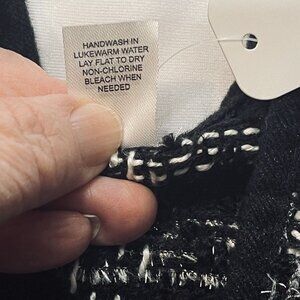 HANDWASH IN
LUKEWARM WATER
LAY FLAT TO DRY
NON-CHLORINE
BLEACH WHEN
NEEDED